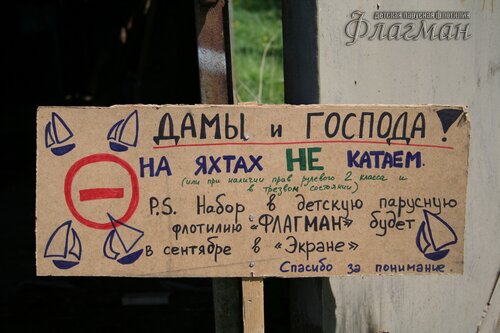 детская парусная флотилия
Флагман
ДАМЫ и ГОСПОДА!
НА ЯХТАХ НЕ КАТАЕМ.
(или при наличии прав рулевого 2 класса и
в трезвом состоянии)
P.S. Набор в детскую парусную
флотилию «ФЛАГМАН» будет
в сентябре в «Экране»
Спасибо за понимание